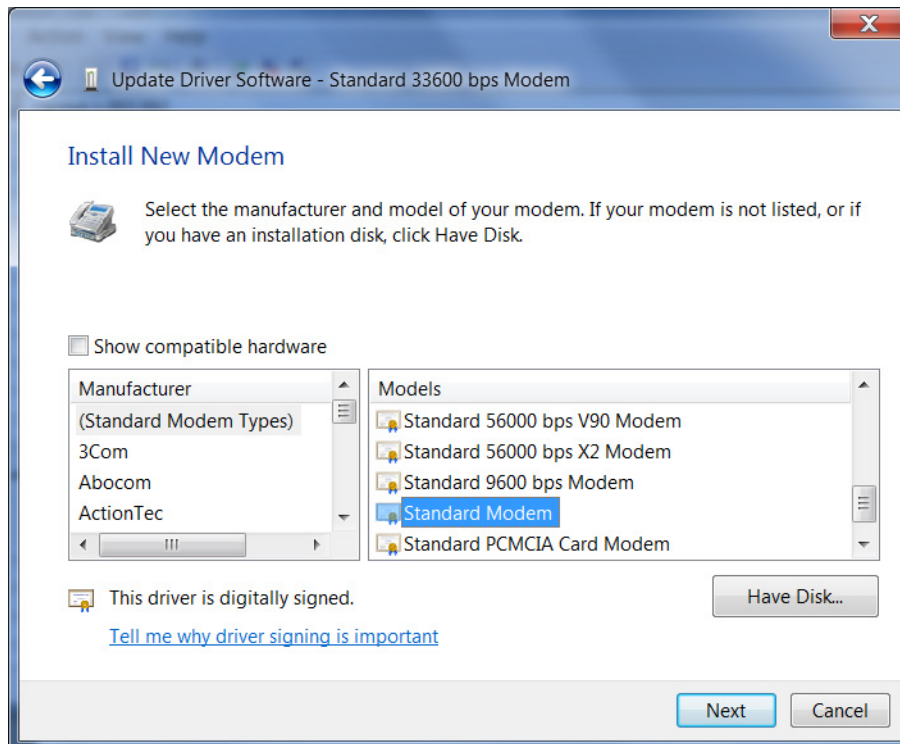 Update Driver Software - Standard 33600 bps Modem
Install New Modem
Select the manufacturer and model of your modem. If your modem is not listed, or if
you have an installation disk, click Have Disk.
Show compatible hardware
Manufacturer
(Standard Modem Types)
3Com
Abocom
ActionTec
Models
Standard 56000 bps V90 Modem
Standard 56000 bps X2 Modem
Standard 9600 bps Modem
Standard Modem
Standard PCMCIA Card Modem
This driver is digitally signed.
Have Disk...
Tell me why driver signing is important
Next
Cancel